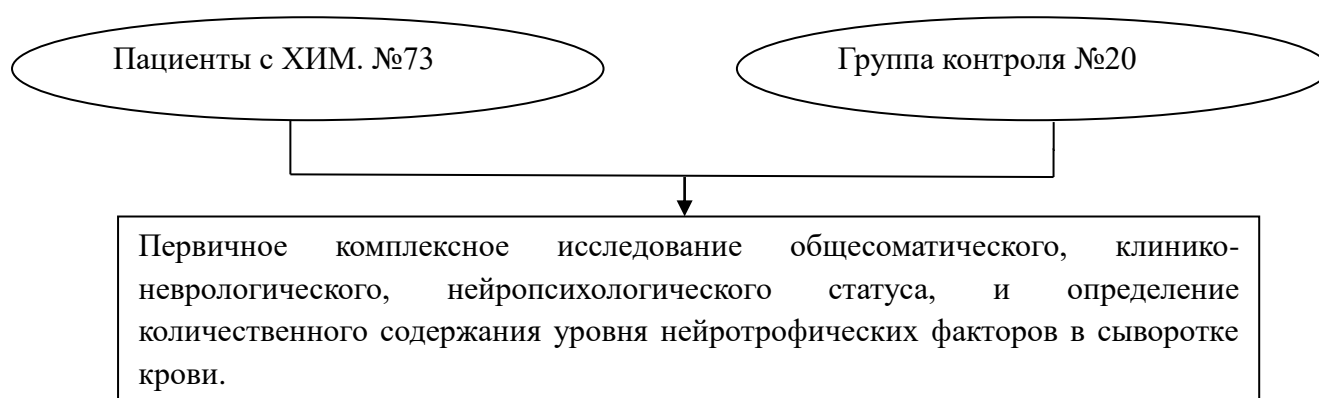 Пациенты с ХИМ. №73
Группа контроля №20
Первичное комплексное исследование общесоматического, клинико-
неврологического, нейропсихологического статуса, и определение
количественного содержания уровня нейротрофических факторов в сыворотке
крови.